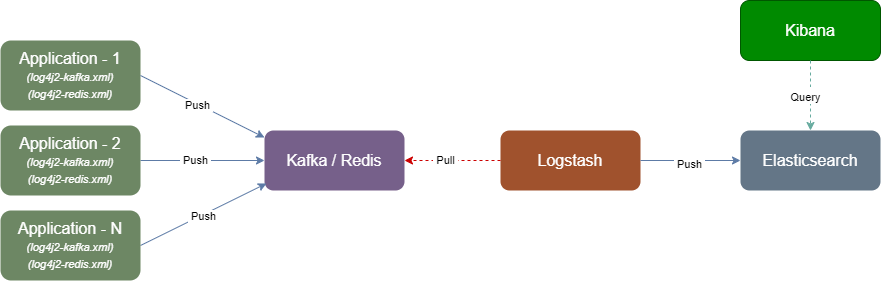 Kibana
Application - 1
(log4j2-kafka.xml)
(log4j2-redis.xml)
Push
Query
Application - 2
(log4j2-kafka.xml)
(log4j2-redis.xml)
Push
Kafka / Redis
Pull
Logstash
Push
Elasticsearch
Application - N
(log4j2-kafka.xml)
(log4j2-redis.xml)
Push